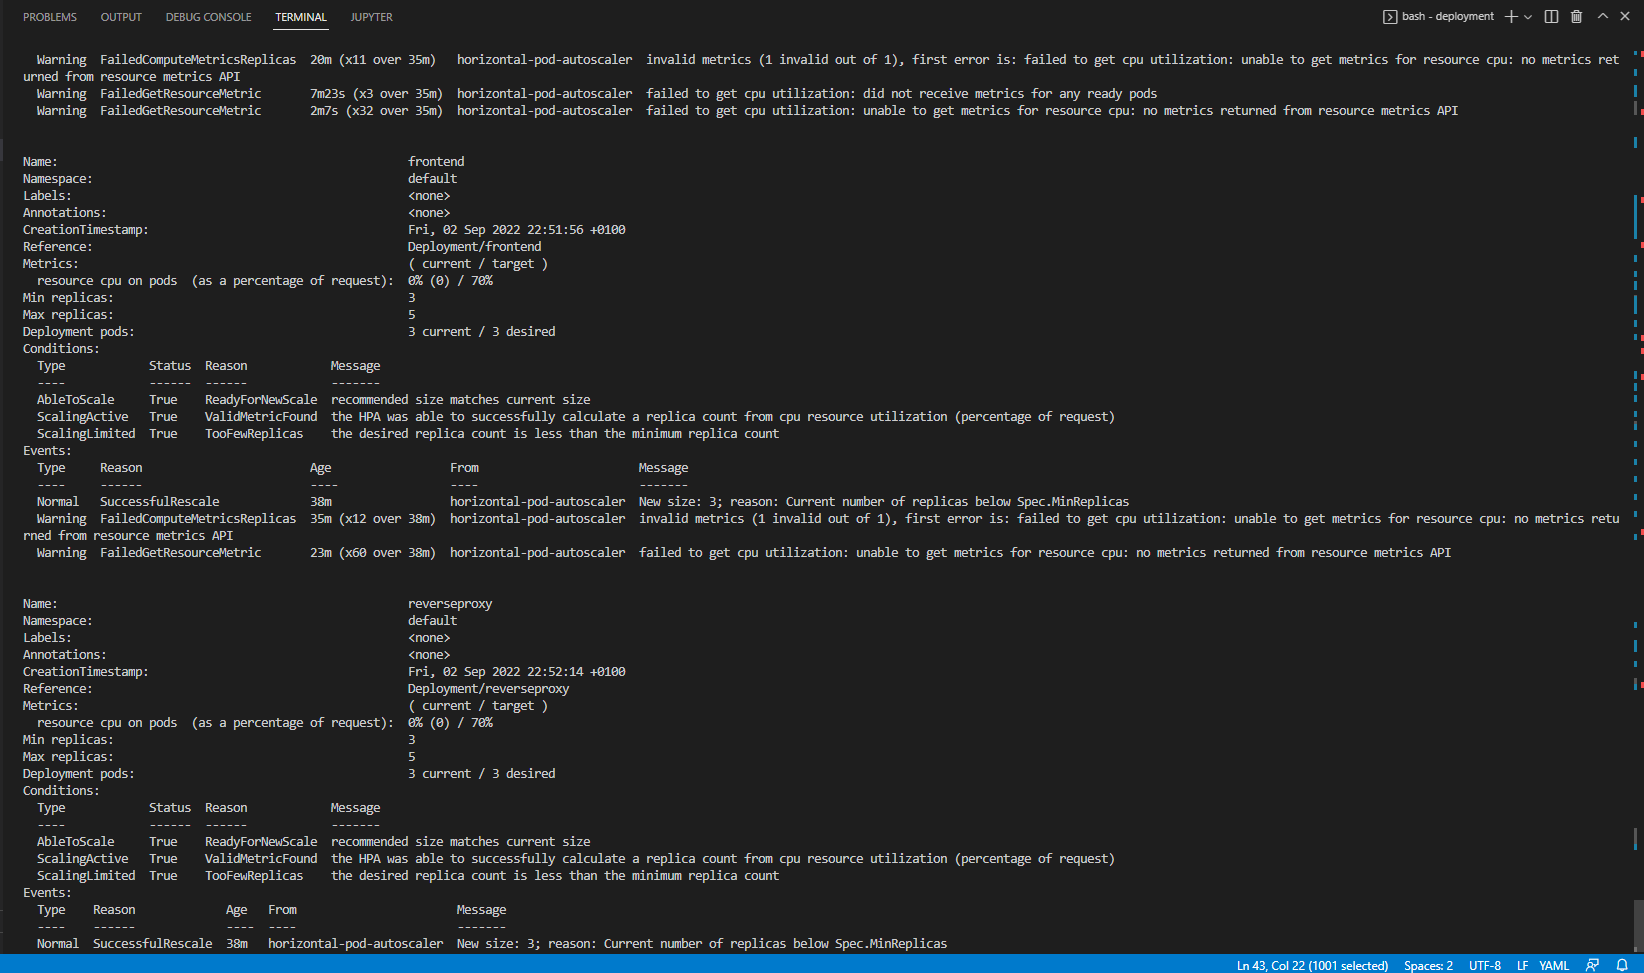 PROBLEMS OUTPUT DEBUG CONSOLE TERMINAL JUPYTER bash - deployment
Warning FailedComputeMetricsReplicas 20m (x11 over 35m) horizontal-pod-autoscaler invalid metrics (1 invalid out of 1), first error is: failed to get cpu utilization: unable to get metrics for resource cpu: no metrics ret
urned from resource metrics API
Warning FailedGetResourceMetric 7m23s (x3 over 35m) horizontal-pod-autoscaler failed to get cpu utilization: did not receive metrics for any ready pods
Warning FailedGetResourceMetric 2m7s (x32 over 35m) horizontal-pod-autoscaler failed to get cpu utilization: unable to get metrics for resource cpu: no metrics returned from resource metrics API
Name: frontend
Namespace: default
Labels: <none>
Annotations: <none>
CreationTimestamp: Fri, 02 Sep 2022 22:51:56 +0100
Reference: Deployment/frontend
Metrics: ( current / target )
resource cpu on pods (as a percentage of request): 0% (0) / 70%
Min replicas: 3
Max replicas: 5
Deployment pods: 3 current / 3 desired
Conditions:
Type Status Reason Message
---- ------ ------ -------
AbleToScale True ReadyForNewScale recommended size matches current size
ScalingActive True ValidMetricFound the HPA was able to successfully calculate a replica count from cpu resource utilization (percentage of request)
ScalingLimited True TooFewReplicas the desired replica count is less than the minimum replica count
Events:
Type Reason Age From Message
---- ------ ---- ---- -------
Normal SuccessfulRescale 38m horizontal-pod-autoscaler New size: 3; reason: Current number of replicas below Spec.MinReplicas
Warning FailedComputeMetricsReplicas 35m (x12 over 38m) horizontal-pod-autoscaler invalid metrics (1 invalid out of 1), first error is: failed to get cpu utilization: unable to get metrics for resource cpu: no metrics retu
rned from resource metrics API
Warning FailedGetResourceMetric 23m (x60 over 38m) horizontal-pod-autoscaler failed to get cpu utilization: unable to get metrics for resource cpu: no metrics returned from resource metrics API
Name: reverseproxy
Namespace: default
Labels: <none>
Annotations: <none>
CreationTimestamp: Fri, 02 Sep 2022 22:52:14 +0100
Reference: Deployment/reverseproxy
Metrics: ( current / target )
resource cpu on pods (as a percentage of request): 0% (0) / 70%
Min replicas: 3
Max replicas: 5
Deployment pods: 3 current / 3 desired
Conditions:
Type Status Reason Message
---- ------ ------ -------
AbleToScale True ReadyForNewScale recommended size matches current size
ScalingActive True ValidMetricFound the HPA was able to successfully calculate a replica count from cpu resource utilization (percentage of request)
ScalingLimited True TooFewReplicas the desired replica count is less than the minimum replica count
Events:
Type Reason Age From Message
---- ------ ---- ---- -------
Normal SuccessfulRescale 38m horizontal-pod-autoscaler New size: 3; reason: Current number of replicas below Spec.MinReplicas
Ln 43, Col 22 (1001 selected) Spaces: 2 UTF-8 LF YAML